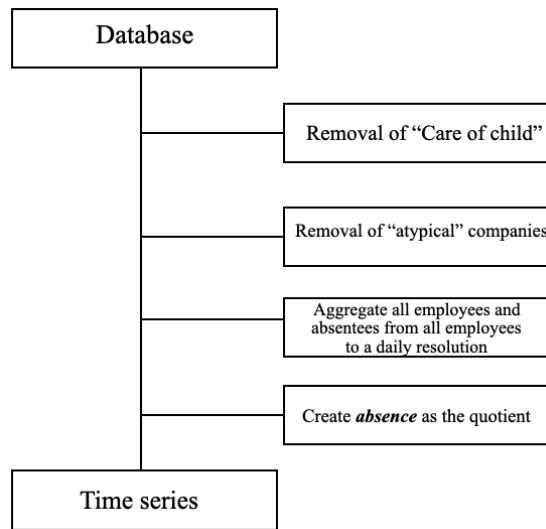 Database
Removal of “Care of child”
Removal of “atypical” companies
Aggregate all employees and
absentees from all employees
to a daily resolution
Create absence as the quotient
Time series